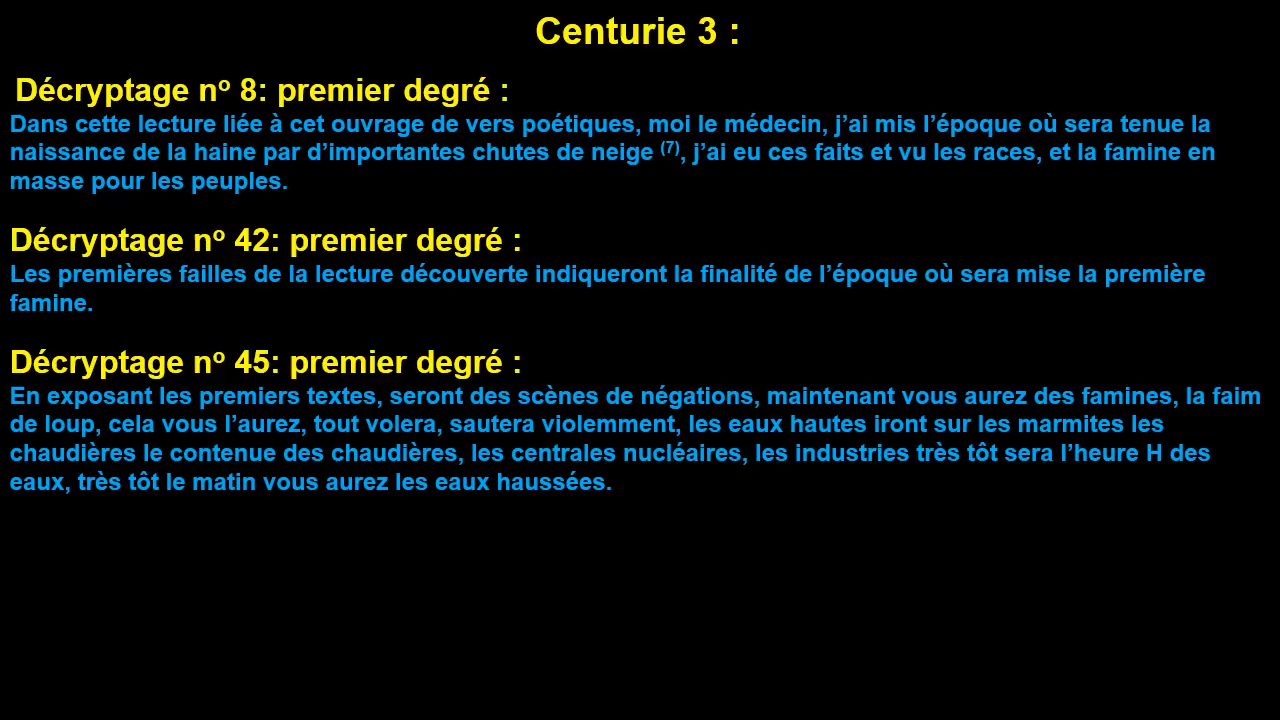 Centurie 3 :
Décryptage nº 8: premier degré :
Dans cette lecture liée à cet ouvrage de vers poétiques, moi le médecin, j’ai mis l’époque où sera tenue la
naissance de la haine par d’importantes chutes de neige (7), j’ai eu ces faits et vu les races, et la famine en
masse pour les peuples.
Décryptage nº 42: premier degré :
Les premières failles de la lecture découverte indiqueront la finalité de l’époque où sera mise la première
famine.
Décryptage nº 45: premier degré :
En exposant les premiers textes, seront des scènes de négations, maintenant vous aurez des famines, la faim
de loup, cela vous l’aurez, tout volera, sautera violemment, les eaux hautes iront sur les marmites les
chaudières le contenue des chaudières, les centrales nucléaires, les industries très tôt sera l’heure H des
eaux, très tôt le matin vous aurez les eaux haussées.